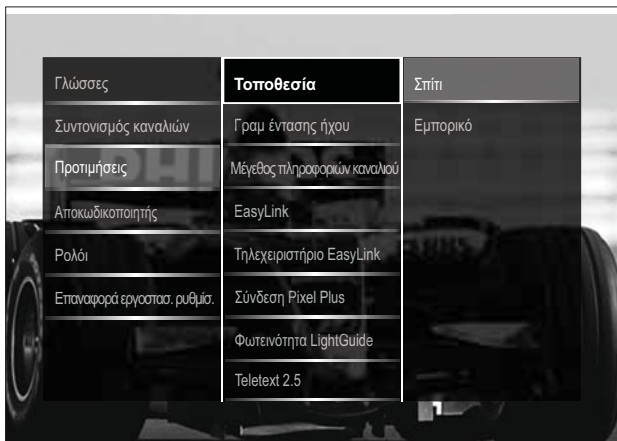 Γλώσσες
Συντονισμός καναλιών
Προτιμήσεις
Αποκωδικοποιητής
Ρολόι
Επαναφορά εργοστασ. ρυθμίσ.
Τοποθεσία
Γραμ έντασης ήχου
Μέγεθος πληροφοριών καναλιού
EasyLink
Τηλεχειριστήριο EasyLink
Σύνδεση Pixel Plus
Φωτεινότητα LightGuide
Teletext 2.5
Σπίτι
Εμπορικό